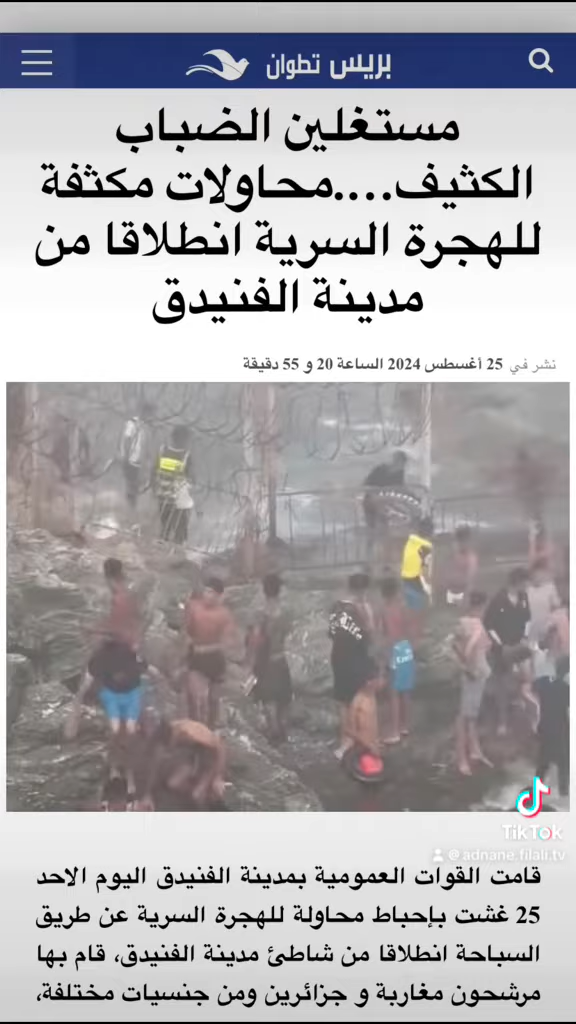 بريس تطوان
مستغلين الضباب
الكثيف....محاولات مكثفة
للهجرة السرية انطلاقا من
مدينة الفنيدق
نشر في 25 أغسطس 2024 الساعة 20 و 55 دقيقة
TikTok
@adnane.filali.tv
قامت القوات العمومية بمدينة الفنيدق اليوم الاحد
25 غشت بإحباط محاولة للهجرة السرية عن طريق
السباحة انطلاقا من شاطئ مدينة الفنيدق، قام بها
مرشحون مغاربة و جزائرين ومن جنسيات مختلفة،